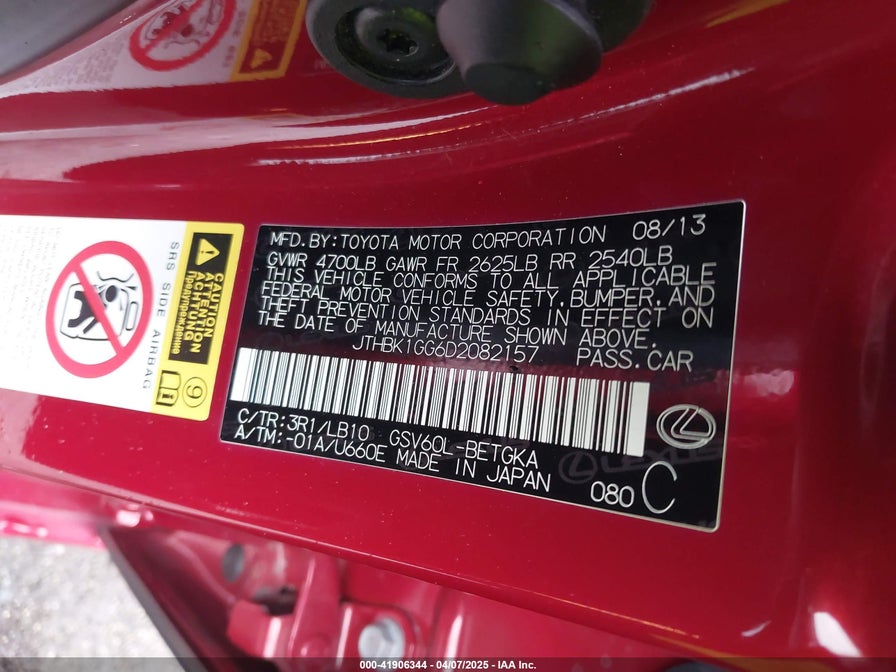 MFD.BY:TOYOTA MOTOR CORPORATION 08/13
GVWR 4700LB GAWR FR 2625LB RR 2540LB
THIS VEHICLE CONFORMS TO ALL APPLICABLE
FEDERAL MOTOR VEHICLE SAFETY, BUMPER, AND
THEFT PREVENTION STANDARDS IN EFFECT ON
THE DATE OF MANUFACTURE SHOWN ABOVE.
JTHBK1GG6D2082157 PASS.CAR
C/TR:3R1/LB10 GSV60L-BETGKA
A/TM:-01A/U660E MADE IN JAPAN
080 C
CAUTION
ATTENTION
ACHTUNG
Предупреждение
SRS SIDE AIRBAG
9
000-41906344 - 04/07/2025 - IAA Inc.